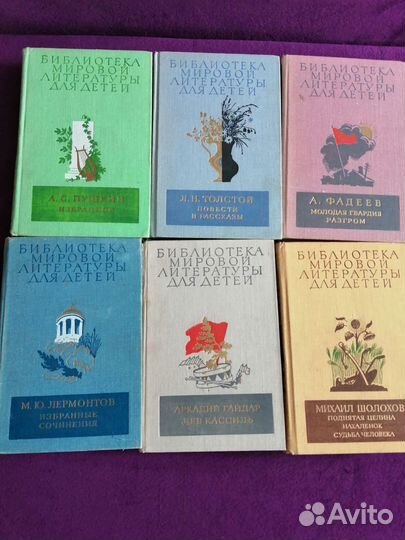 БИБЛИОТЕКА
МИРОВОЙ
ЛИТЕРАТУРЫ
ДЛЯ ДЕТЕЙ
А. С. ПУШКИН
ИЗБРАННОЕ
БИБЛИОТЕКА
МИРОВОЙ
ЛИТЕРАТУРЫ
ДЛЯ ДЕТЕЙ
Л. Н. ТОЛСТОЙ
ПОВЕСТИ
И РАССКАЗЫ
БИБЛИОТЕКА
МИРОВОЙ
ЛИТЕРАТУРЫ
ДЛЯ ДЕТЕЙ
А. ФАДЕЕВ
МОЛОДАЯ ГВАРДИЯ
РАЗГРОМ
БИБЛИОТЕКА
МИРОВОЙ
ЛИТЕРАТУРЫ
ДЛЯ ДЕТЕЙ
М. Ю. ЛЕРМОНТОВ
ИЗБРАННЫЕ
СОЧИНЕНИЯ
БИБЛИОТЕКА
МИРОВОЙ
ЛИТЕРАТУРЫ
ДЛЯ ДЕТЕЙ
АРКАДИЙ ГАЙДАР
ЛЕВ КАССИЛЬ
БИБЛИОТЕКА
МИРОВОЙ
ЛИТЕРАТУРЫ
ДЛЯ ДЕТЕЙ
МИХАИЛ ШОЛОХОВ
ПОДНЯТАЯ ЦЕЛИНА
НАХАЛЕНОК
СУДЬБА ЧЕЛОВЕКА
Avito